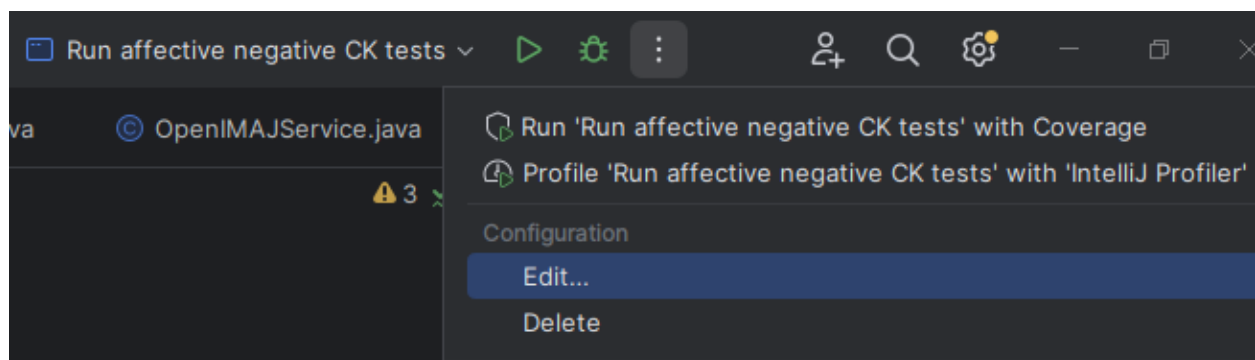 Run affective negative CK tests
va
OpenIMAJService.java
3
Run 'Run affective negative CK tests' with Coverage
Profile 'Run affective negative CK tests' with 'IntelliJ Profiler'
Configuration
Edit...
Delete